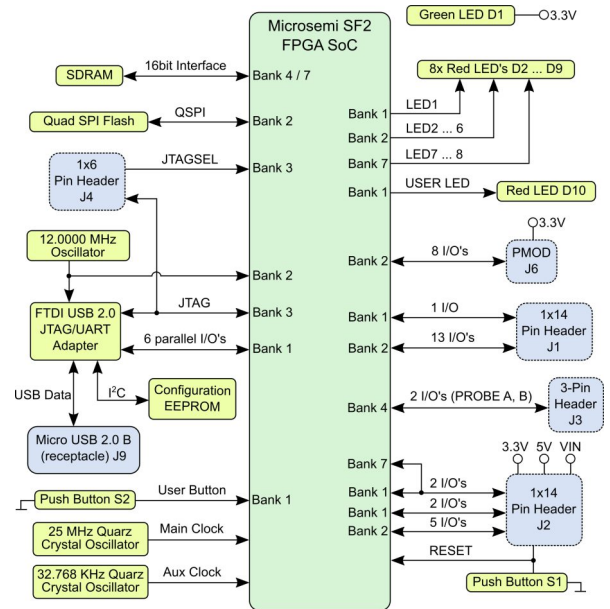 Microsemi SF2
FPGA SoC
Green LED D1
3.3V
SDRAM
16bit Interface
Bank 4 / 7
8x Red LED's D2 ... D9
Quad SPI Flash
QSPI
Bank 2
Bank 1
LED1
Bank 2
LED2 ... 6
1x6
Pin Header
J4
JTAGSEL
Bank 3
Bank 7
LED7 ... 8
Bank 1
USER LED
Red LED D10
12.0000 MHz
Oscillator
Bank 2
3.3V
Bank 2
8 I/O's
PMOD
J6
FTDI USB 2.0
JTAG/UART
Adapter
JTAG
Bank 3
6 parallel I/O's
Bank 1
Bank 1
1 I/O
Bank 2
13 I/O's
1x14
Pin Header
J1
USB Data
I²C
Configuration
EEPROM
Bank 4
2 I/O's (PROBE A, B)
3-Pin
Header
J3
Micro USB 2.0 B
(receptacle) J9
3.3V
5V
VIN
Bank 7
Bank 1
2 I/O's
Bank 1
2 I/O's
Bank 2
5 I/O's
1x14
Pin Header
J2
Push Button S2
User Button
Bank 1
25 MHz Quarz
Crystal Oscillator
Main Clock
RESET
32.768 KHz Quarz
Crystal Oscillator
Aux Clock
Push Button S1